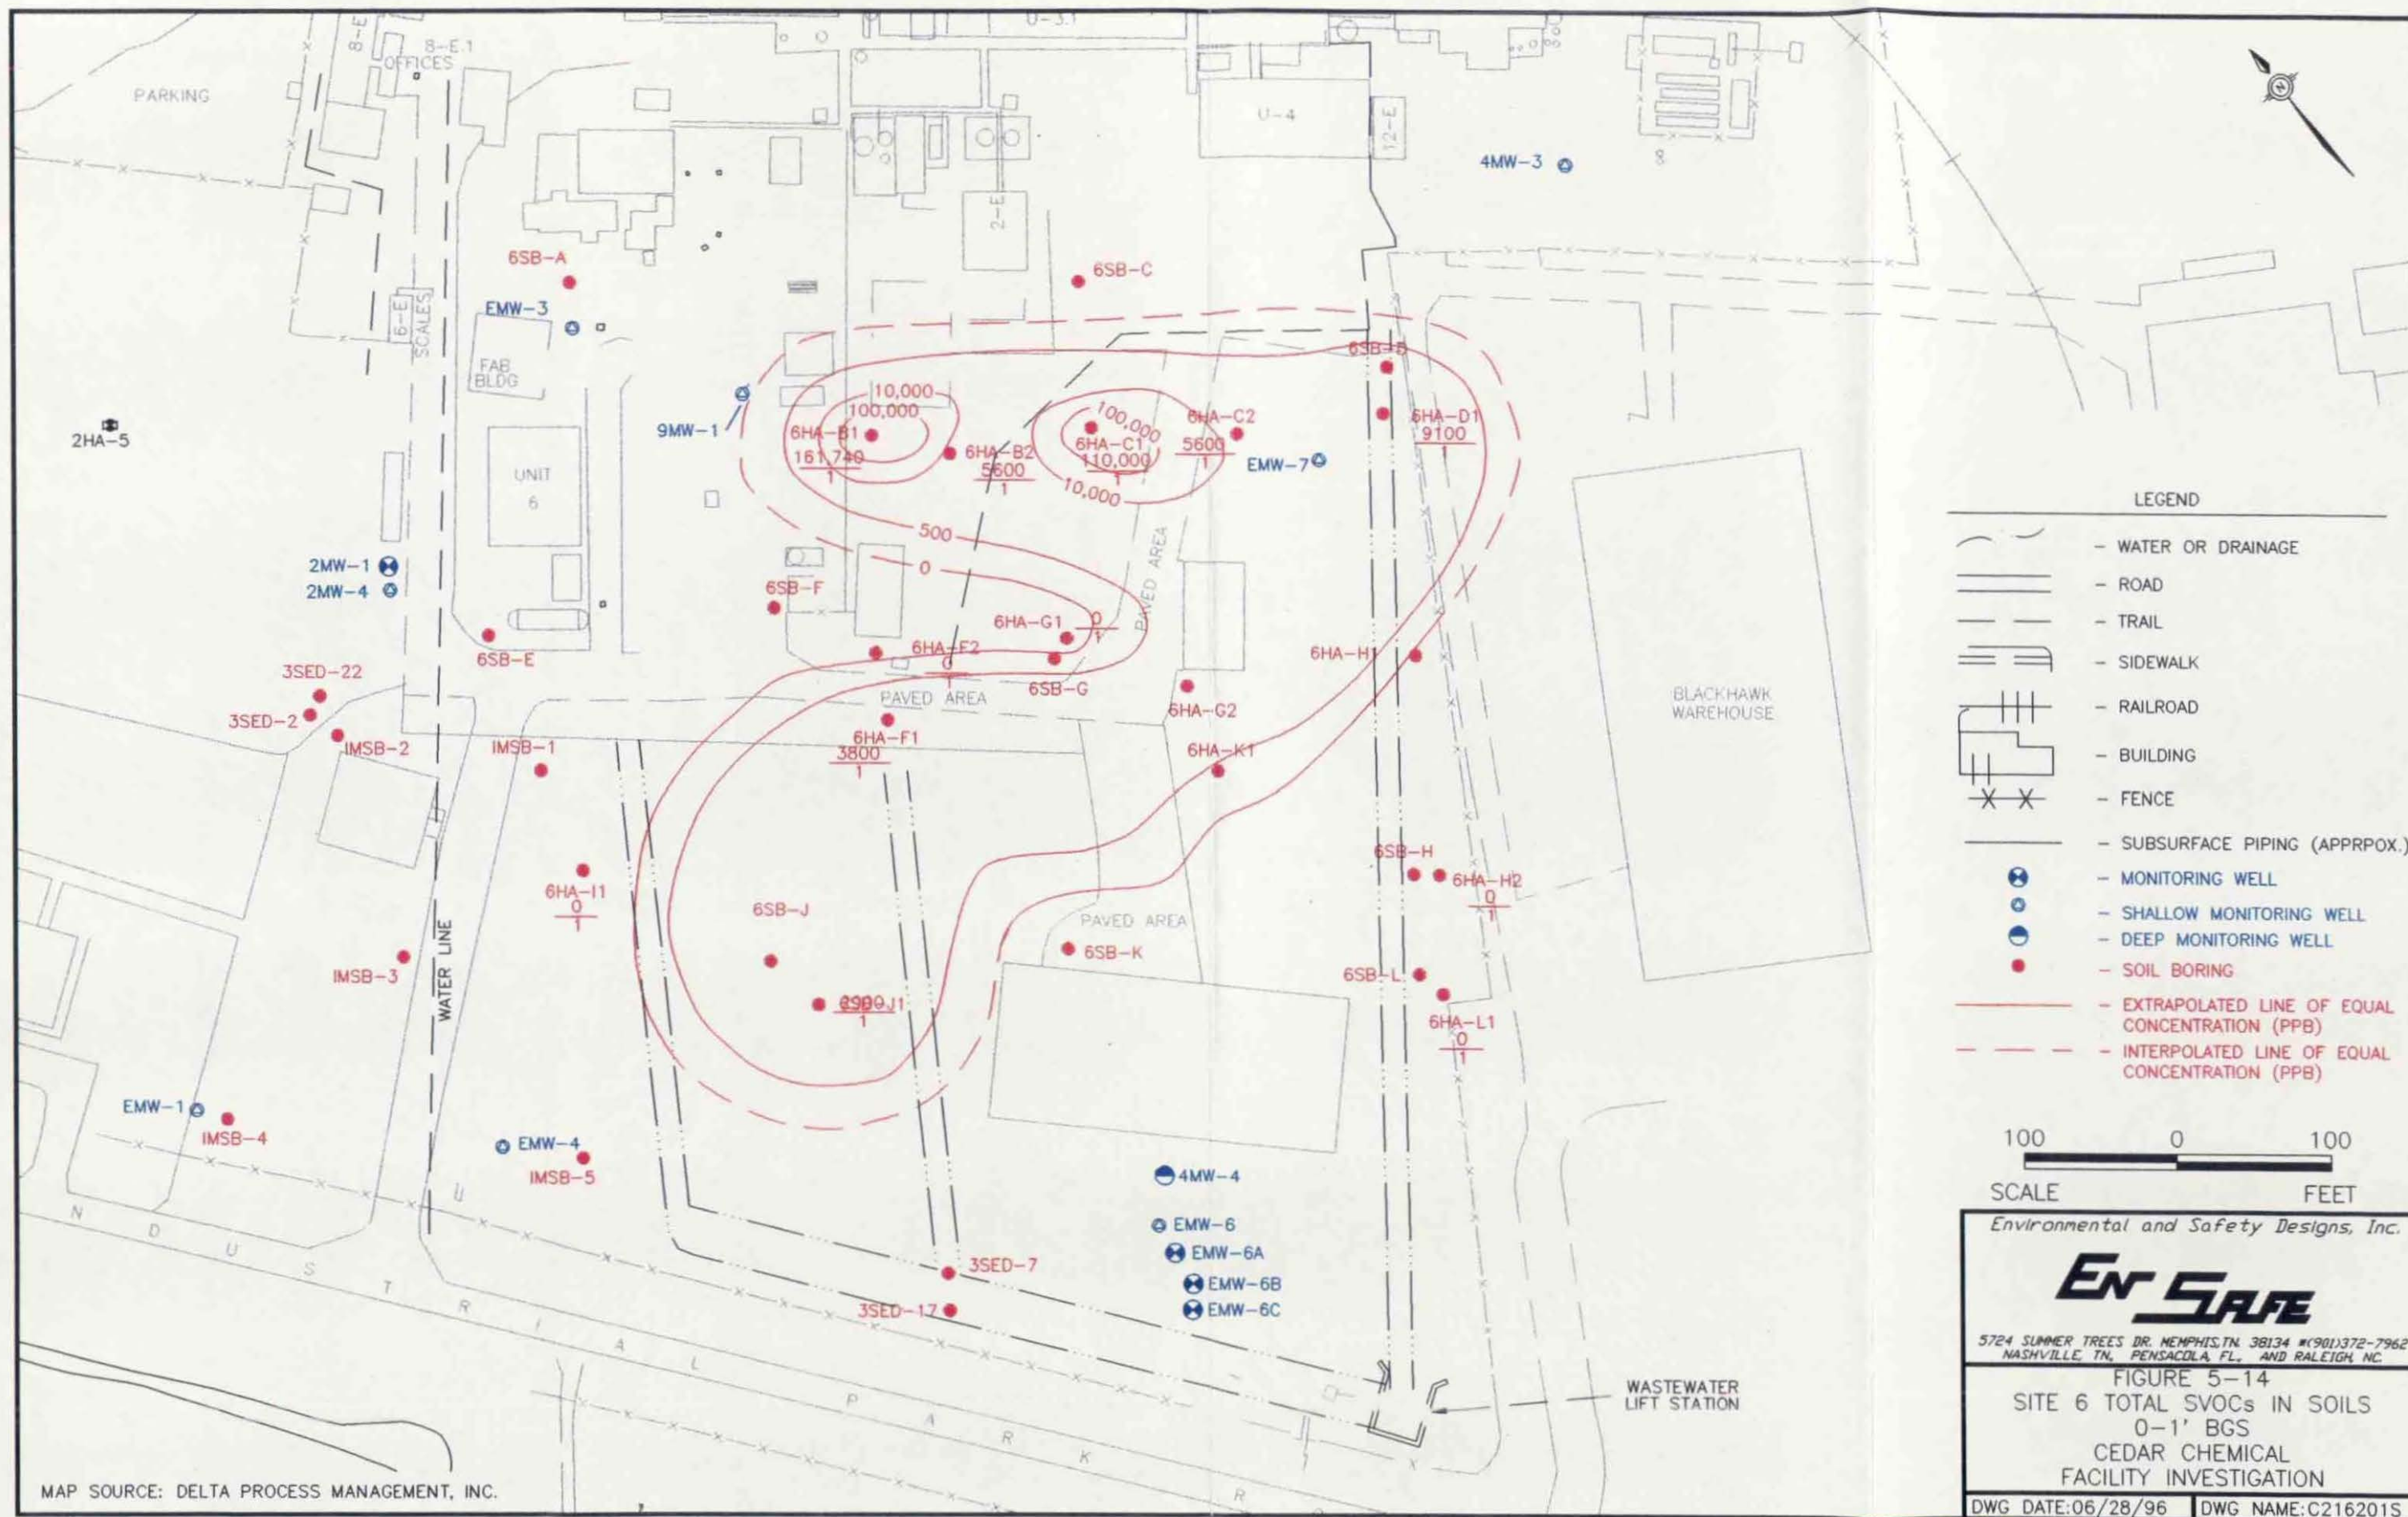 U-3.1
8-E
8-E.1
OFFICES
PARKING
U-4
12-E
4MW-3
8
2-E
6SB-A
6SB-C
EMW-3
6-E
SCALES
FAB
BLDG
10,000
100,000
9MW-1
6HA-B1
161,740
1
6HA-B2
5600
1
100,000
6HA-C1
110,000
1
10,000
6HA-C2
5600
1
EMW-7
6HA-D1
9100
1
2HA-5
UNIT
6
500
0
PAVED AREA
2MW-1
2MW-4
6SB-F
6HA-G1
0
1
6SB-E
6HA-F2
0
1
6SB-G
6HA-H1
3SED-22
3SED-2
IMSB-2
IMSB-1
PAVED AREA
6HA-F1
3800
1
6HA-G2
6HA-K1
BLACKHAWK
WAREHOUSE
6HA-I1
0
1
6SB-J
6SB-H
6HA-H2
0
1
PAVED AREA
6SB-K
IMSB-3
WATER LINE
1
6SB-L
6HA-L1
0
1
EMW-1
IMSB-4
EMW-4
IMSB-5
4MW-4
EMW-6
EMW-6A
EMW-6B
EMW-6C
3SED-7
3SED-17
NDUSTRIAL PARK R
WASTEWATER
LIFT STATION
MAP SOURCE: DELTA PROCESS MANAGEMENT, INC.
N
LEGEND
- WATER OR DRAINAGE
- ROAD
- TRAIL
- SIDEWALK
- RAILROAD
- BUILDING
- FENCE
- SUBSURFACE PIPING (APPRPOX.)
- MONITORING WELL
- SHALLOW MONITORING WELL
- DEEP MONITORING WELL
- SOIL BORING
- EXTRAPOLATED LINE OF EQUAL
CONCENTRATION (PPB)
- INTERPOLATED LINE OF EQUAL
CONCENTRATION (PPB)
100 0 100
SCALE FEET
Environmental and Safety Designs, Inc.
ENSAFE
5724 SUMMER TREES DR. MEMPHIS,TN. 38134 #(901)372-7962
NASHVILLE, TN, PENSACOLA, FL, AND RALEIGH, NC
FIGURE 5-14
SITE 6 TOTAL SVOCs IN SOILS
0-1' BGS
CEDAR CHEMICAL
FACILITY INVESTIGATION
DWG DATE:06/28/96 DWG NAME:C216201S